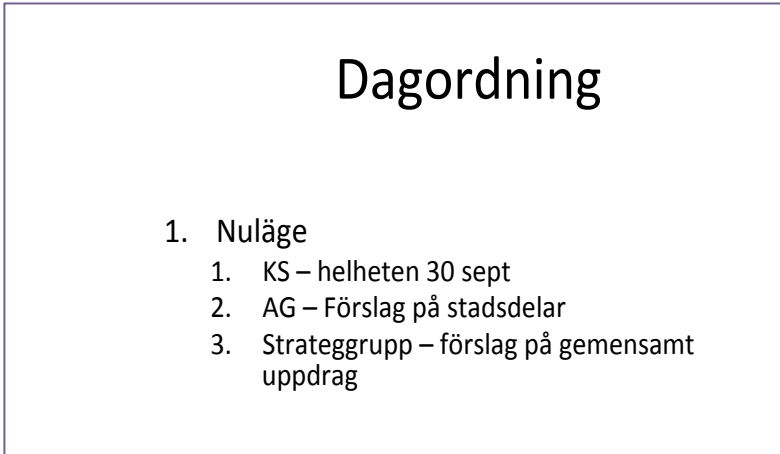 Dagordning
1. Nuläge
1. KS – helheten 30 sept
2. AG – Förslag på stadsdelar
3. Strateggrupp – förslag på gemensamt
uppdrag